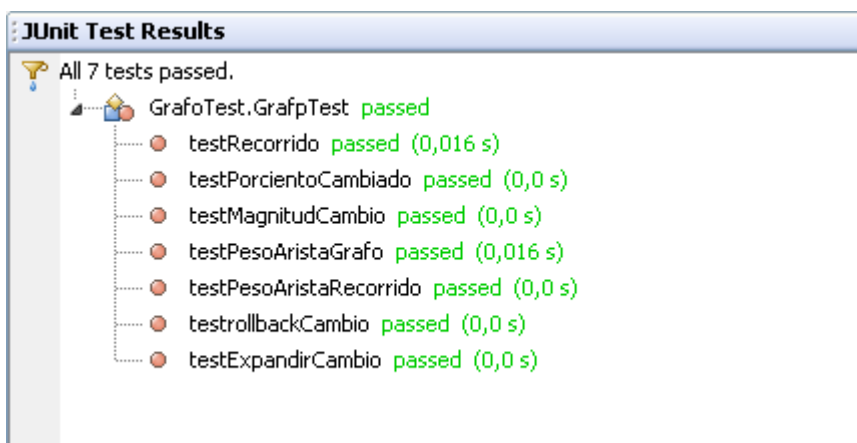 JUnit Test Results
All 7 tests passed.
GrafoTest.GrafpTest passed
testRecorrido passed (0,016 s)
testPorcientoCambiado passed (0,0 s)
testMagnitudCambio passed (0,0 s)
testPesoAristaGrafo passed (0,016 s)
testPesoAristaRecorrido passed (0,0 s)
testrollbackCambio passed (0,0 s)
testExpandirCambio passed (0,0 s)